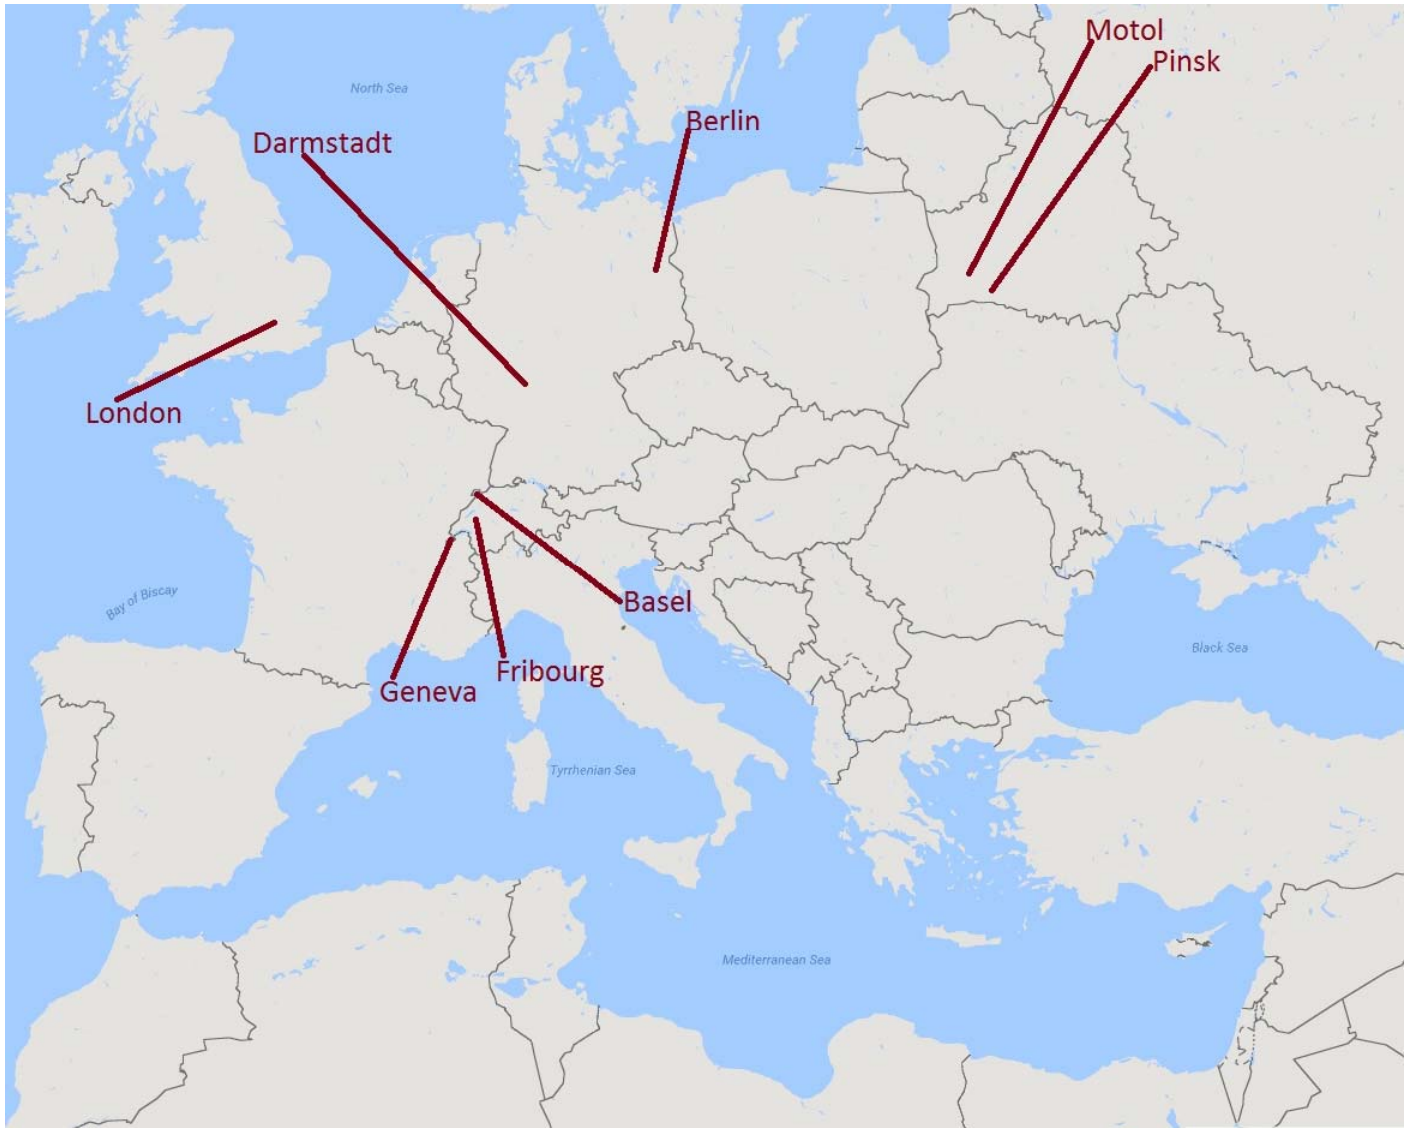 Motol
Pinsk
North Sea
Berlin
Darmstadt
London
Bay of Biscay
Basel
Black Sea
Fribourg
Geneva
Tyrrhenian Sea
Mediterranean Sea